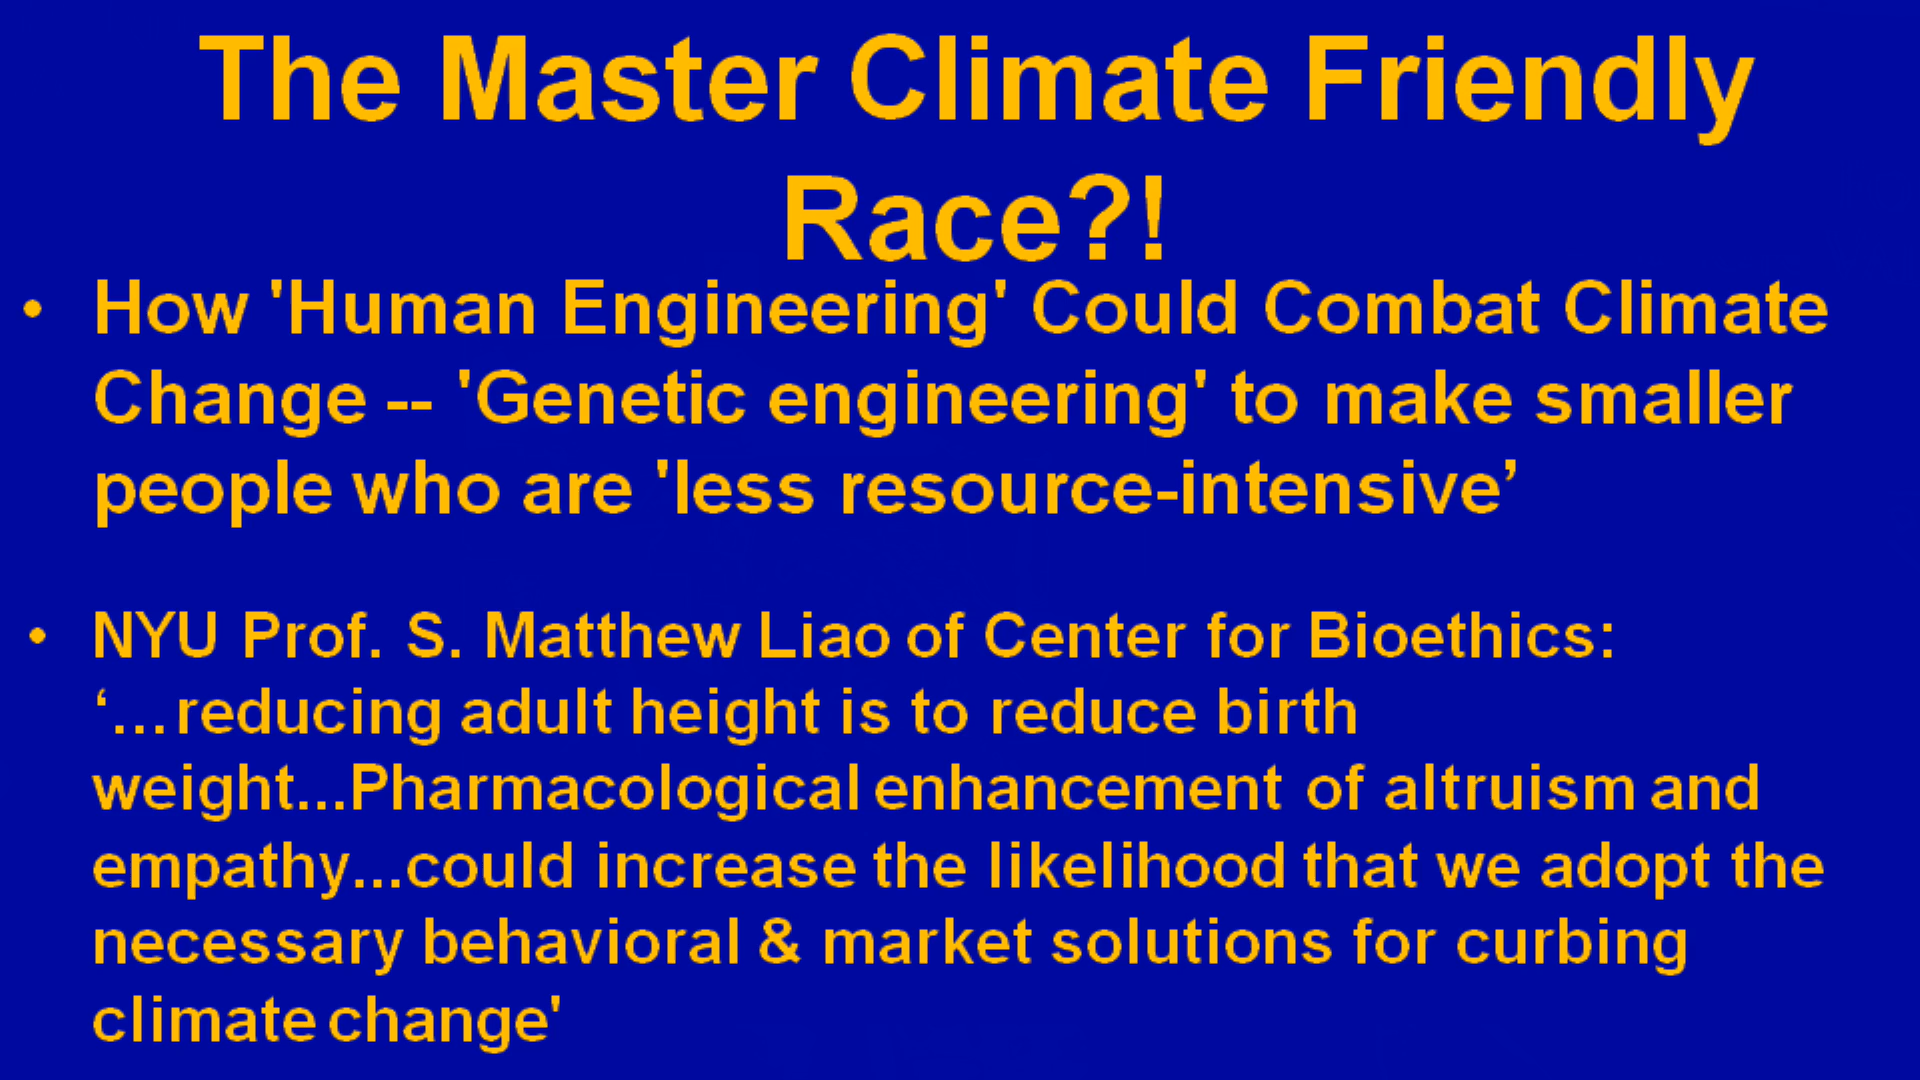 The Master Climate Friendly
Race?!
• How 'Human Engineering' Could Combat Climate
Change -- 'Genetic engineering' to make smaller
people who are 'less resource-intensive’
• NYU Prof. S. Matthew Liao of Center for Bioethics:
‘...reducing adult height is to reduce birth
weight...Pharmacological enhancement of altruism and
empathy...could increase the likelihood that we adopt the
necessary behavioral & market solutions for curbing
climate change'